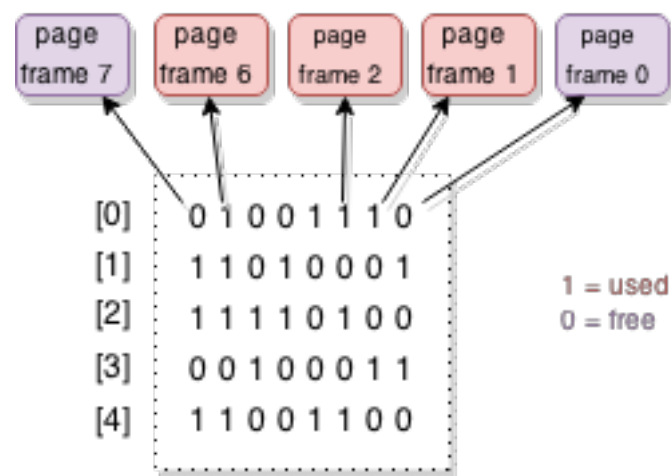 page frame 7
page frame 6
page frame 2
page frame 1
page frame 0
[0] 0 1 0 0 1 1 1 0
[1] 1 1 0 1 0 0 0 1
[2] 1 1 1 1 0 1 0 0
[3] 0 0 1 0 0 0 1 1
[4] 1 1 0 0 1 1 0 0
1 = used
0 = free